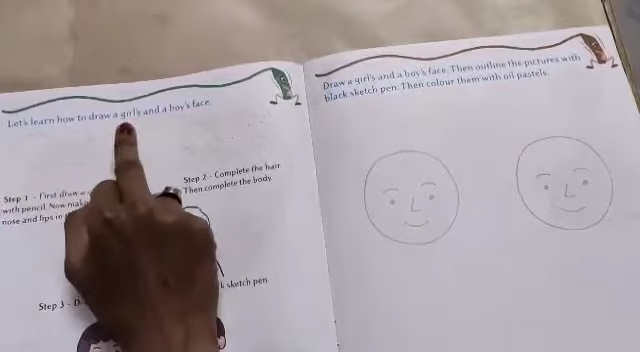 Let's learn how to draw a girl's and a boy's face.
Step 1 - First draw a
with pencil. Now mak
nose and lips in
Step 2 - Complete the hair
Then complete the body.
k sketch pen
Step 3 - D
Draw a girl's and a boy's face. Then outline the pictures with
black sketch pen. Then colour them with oil pastels.